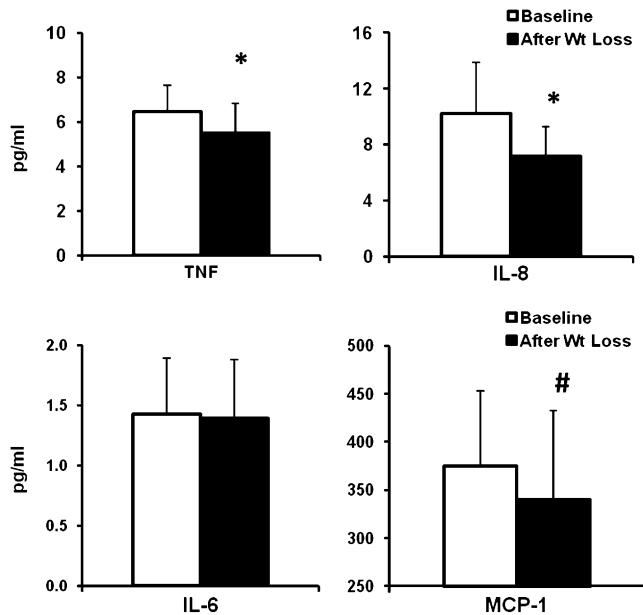 Baseline
After Wt Loss
pg/ml
10
8
6
4
2
0
*
TNF
16
12
8
4
0
*
IL-8
pg/ml
2.0
1.5
1.0
0.5
0.0
IL-6
Baseline
After Wt Loss
500
450
400
350
300
250
#
MCP-1